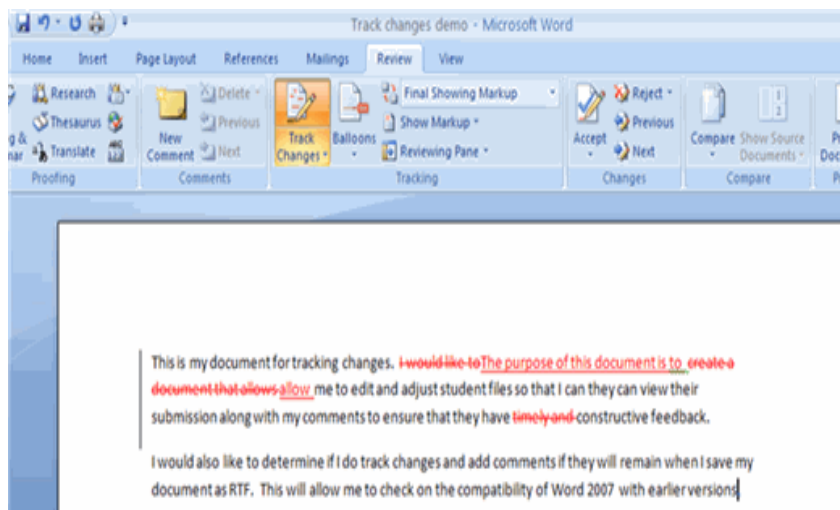 Track changes demo - Microsoft Word
Home Insert Page Layout References Mailings Review View
Research Delete Final Showing Markup Reject
Thesaurus Previous Show Markup Previous
g & Translate New Comment Next Track Changes Balloons Reviewing Pane Accept Next Compare Show Source Documents
Proofing Comments Tracking Changes Compare
This is my document for tracking changes. I would like to The purpose of this document is to create a
document that allows allow me to edit and adjust student files so that I can they can view their
submission along with my comments to ensure that they have timely and constructive feedback.
I would also like to determine if I do track changes and add comments if they will remain when I save my
document as RTF. This will allow me to check on the compatibility of Word 2007 with earlier versions